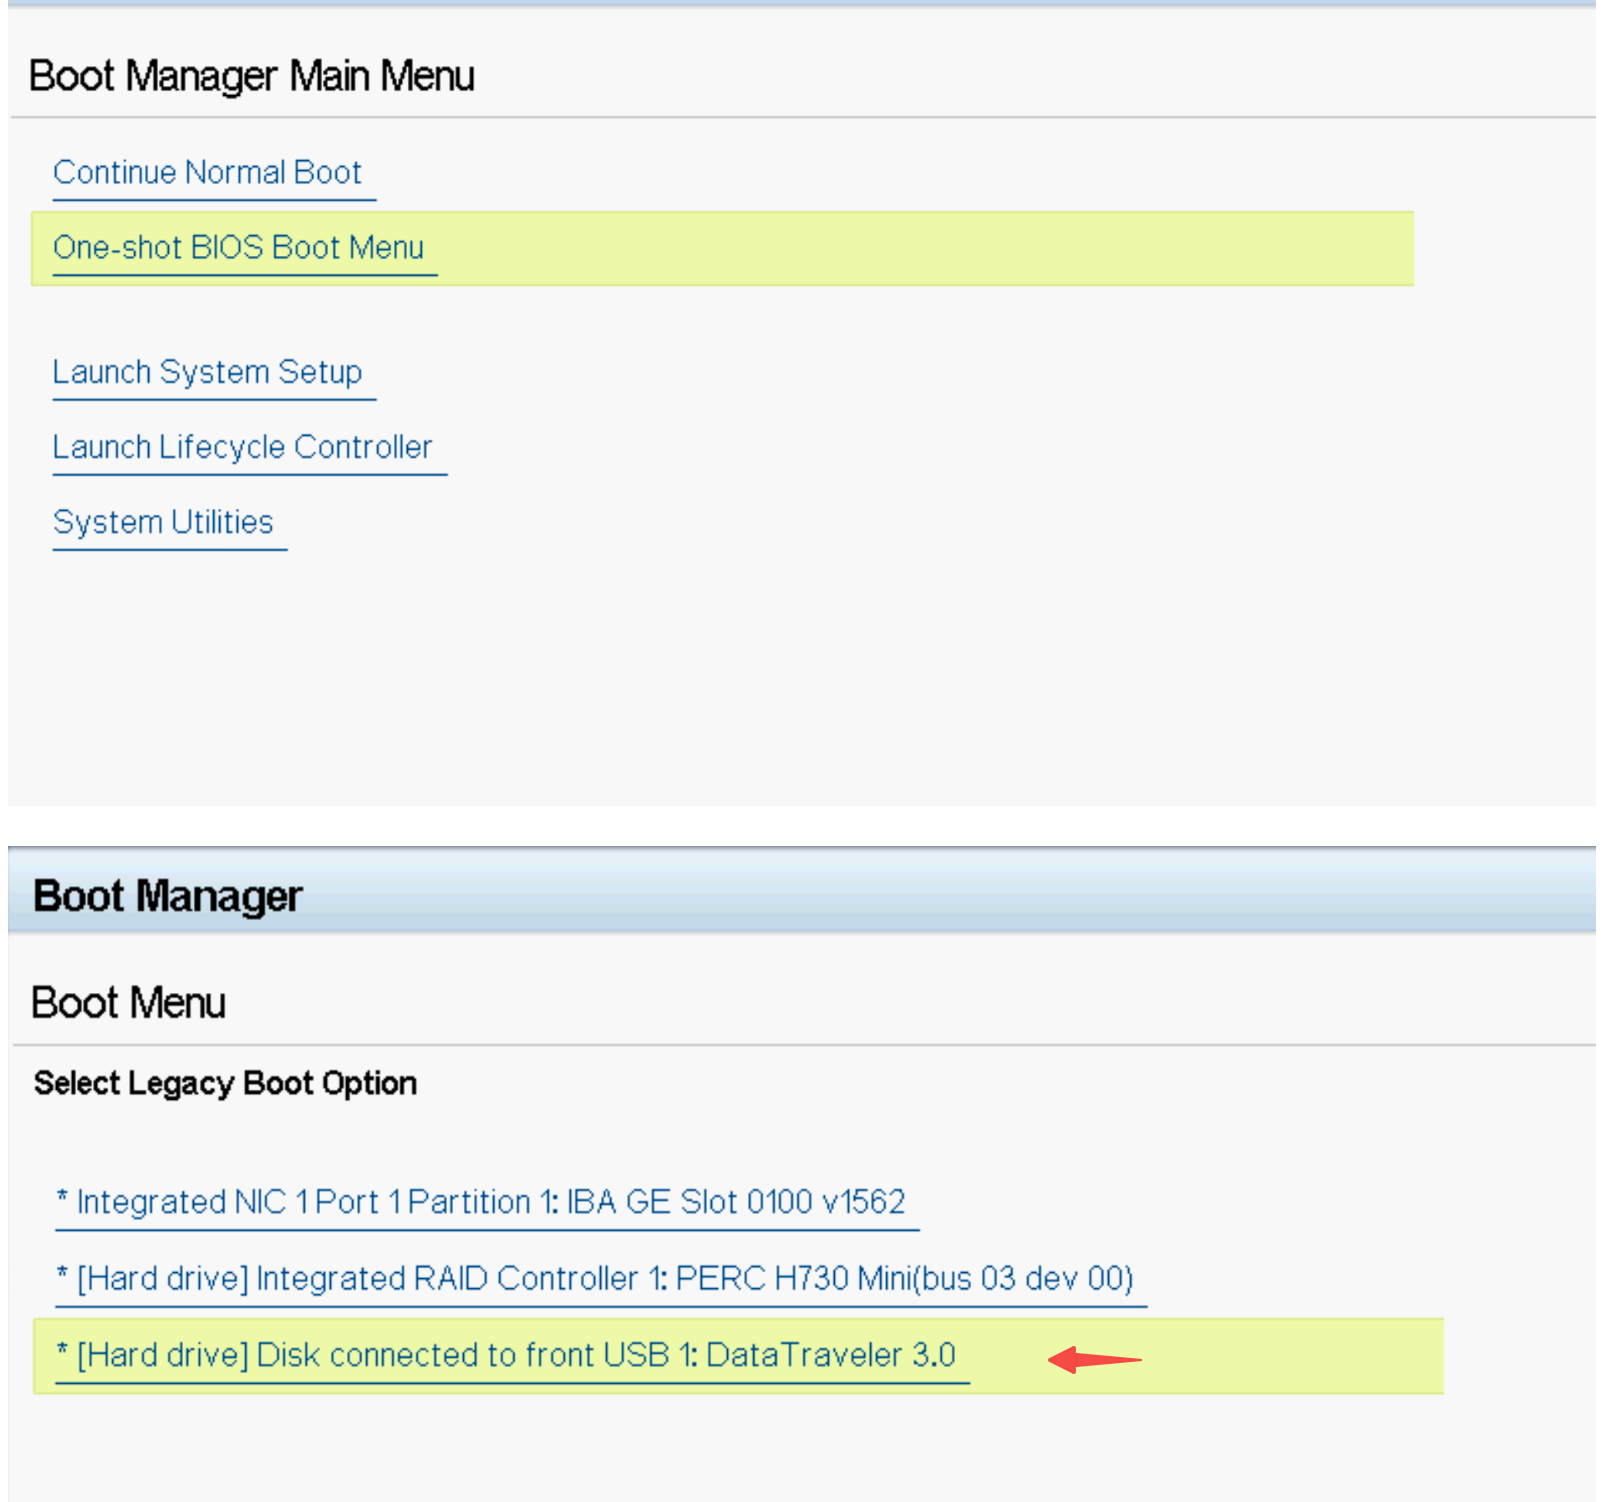 Boot Manager Main Menu
Continue Normal Boot
One-shot BIOS Boot Menu
Launch System Setup
Launch Lifecycle Controller
System Utilities
Boot Manager
Boot Menu
Select Legacy Boot Option
* Integrated NIC 1 Port 1 Partition 1: IBA GE Slot 0100 v1562
* [Hard drive] Integrated RAID Controller 1: PERC H730 Mini(bus 03 dev 00)
* [Hard drive] Disk connected to front USB 1: DataTraveler 3.0